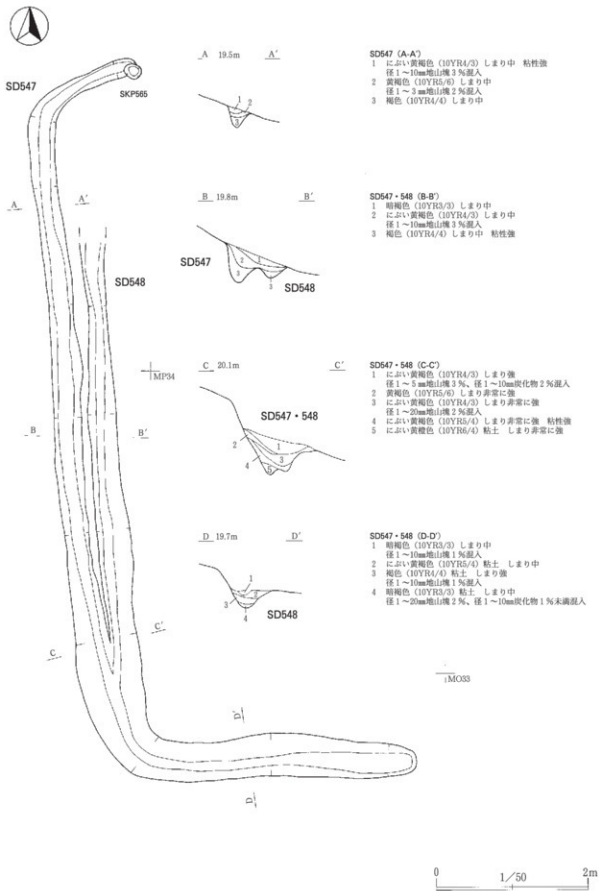 SD547
SKP565
A
A'
SD548
MP34
B
B'
C
C'
D'
D
MO33
A 19.5m A'
1
2
3
SD547 (A-A')
1 にぶい黄褐色 (10YR4/3) しまり中 粘性強
径1～10㎜地山塊3％混入
2 黄褐色 (10YR5/6) しまり中
径1～3㎜地山塊2％混入
3 褐色 (10YR4/4) しまり中
B 19.8m B'
SD547
1
2
3
3
SD548
SD547・548 (B-B')
1 暗褐色 (10YR3/3) しまり中
2 にぶい黄褐色 (10YR4/3) しまり中
径1～10㎜地山塊3％混入
3 褐色 (10YR4/4) しまり中 粘性強
C 20.1m C'
SD547・548
1
2
3
4
5
SD547・548 (C-C')
1 にぶい黄褐色 (10YR4/3) しまり強
径1～5㎜地山塊3％、径1～10㎜炭化物2％混入
2 黄褐色 (10YR5/6) しまり非常に強
3 にぶい黄褐色 (10YR4/3) しまり非常に強
径1～20㎜地山塊2％混入
4 にぶい黄褐色 (10YR5/4) しまり非常に強 粘性強
5 にぶい黄橙色 (10YR6/4) 粘土 しまり非常に強
D 19.7m D'
1
2
3
4
SD548
SD547・548 (D-D')
1 暗褐色 (10YR3/3) しまり中
径1～10㎜地山塊1％混入
2 にぶい黄褐色 (10YR5/4) 粘土 しまり中
3 褐色 (10YR4/4) 粘土 しまり強
径1～10㎜地山塊1％混入
4 暗褐色 (10YR3/3) 粘土 しまり中
径1～20㎜地山塊2％、径1～10㎜炭化物1％未満混入
0 1/50 2m